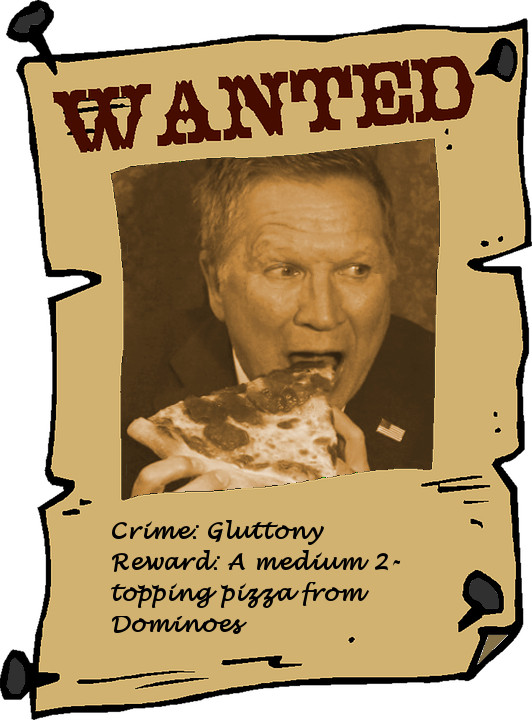 WANTED
Crime: Gluttony
Reward: A medium 2-
topping pizza from
Dominoes